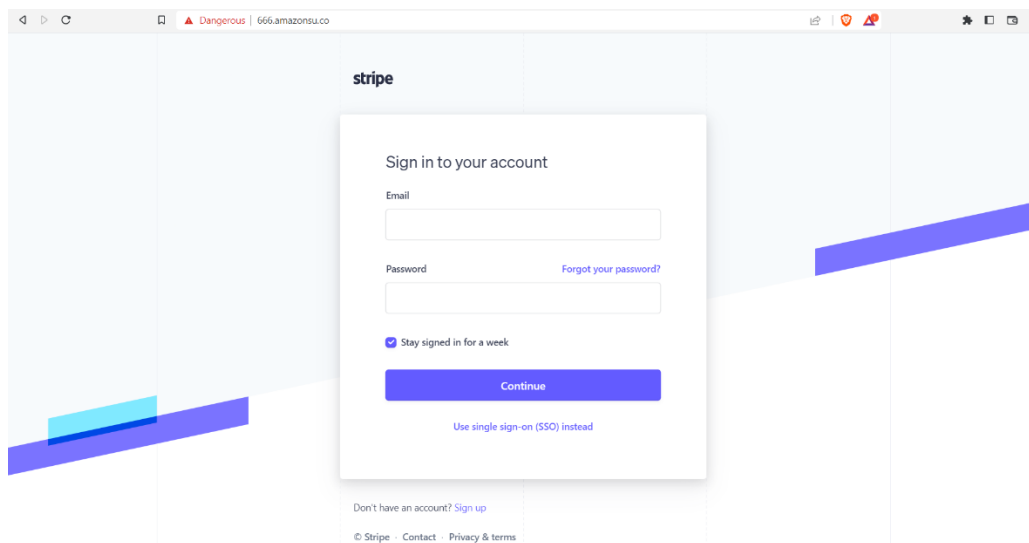 Dangerous | 666.amazonsu.co
stripe
Sign in to your account
Email
Password Forgot your password?
Stay signed in for a week
Continue
Use single sign-on (SSO) instead
Don't have an account? Sign up
© Stripe · Contact · Privacy & terms